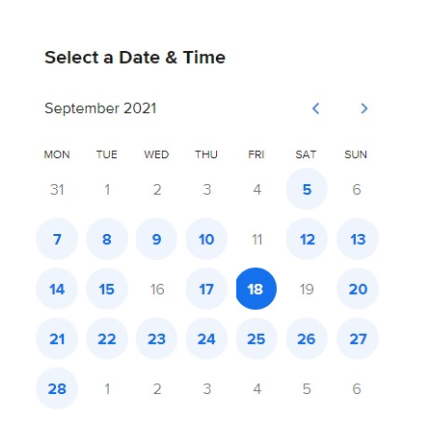 Select a Date & Time
September 2021
MON TUE WED THU FRI SAT SUN
31 1 2 3 4 5 6
7 8 9 10 11 12 13
14 15 16 17 18 19 20
21 22 23 24 25 26 27
28 1 2 3 4 5 6